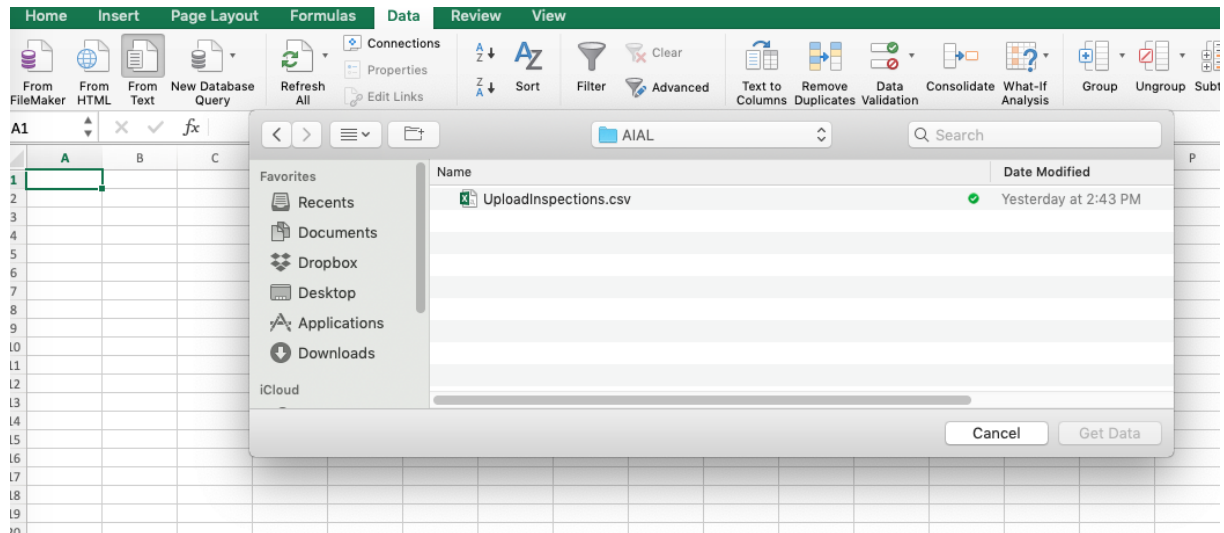 Home Insert Page Layout Formulas Data Review View
Connections
Properties
Edit Links
From FileMaker
From HTML
From Text
New Database Query
Refresh All
Sort
Filter
Clear
Advanced
Text to Columns
Remove Duplicates
Data Validation
Consolidate
What-If Analysis
Group
Ungroup
Subt
A1 fx
AIAL
Search
A B C P
Favorites
Recents
Documents
Dropbox
Desktop
Applications
Downloads
iCloud
Name Date Modified
UploadInspections.csv Yesterday at 2:43 PM
Cancel Get Data
1
2
3
4
5
6
7
8
9
10
11
12
13
14
15
16
17
18
19
20